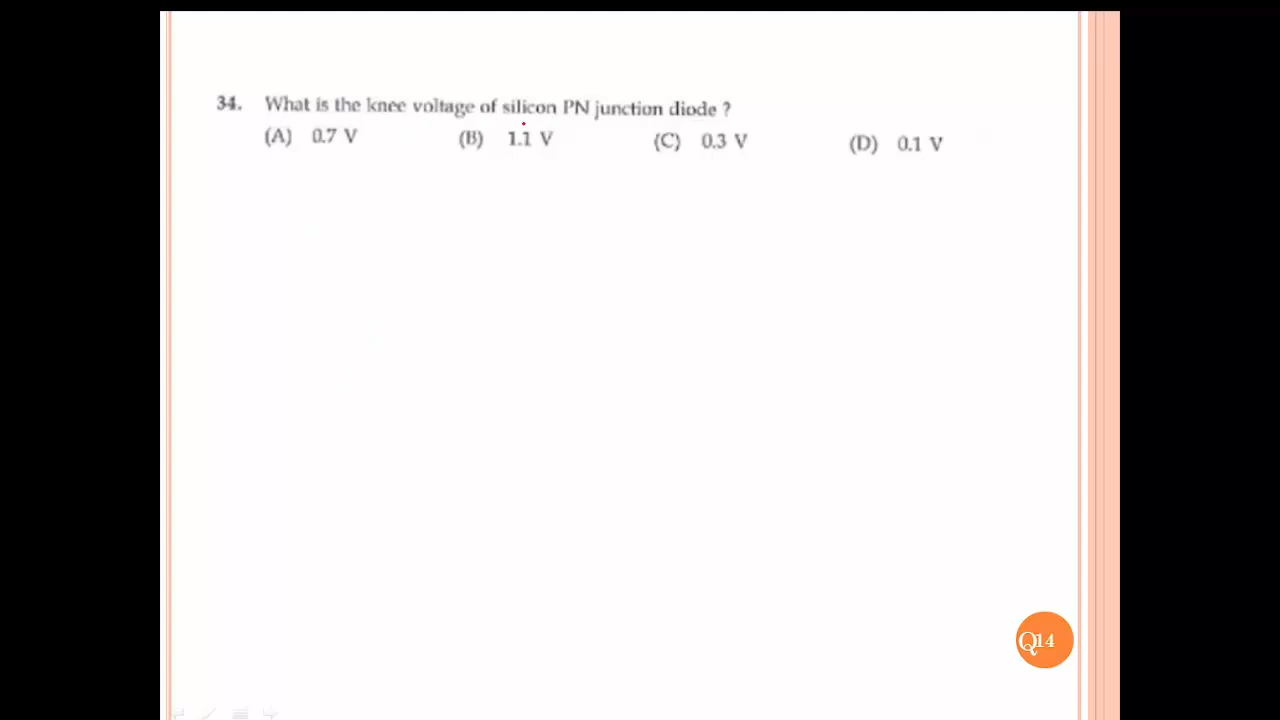 34. What is the knee voltage of silicon PN junction diode ?
(A) 0.7 V (B) 1.1 V (C) 0.3 V (D) 0.1 V
Q14